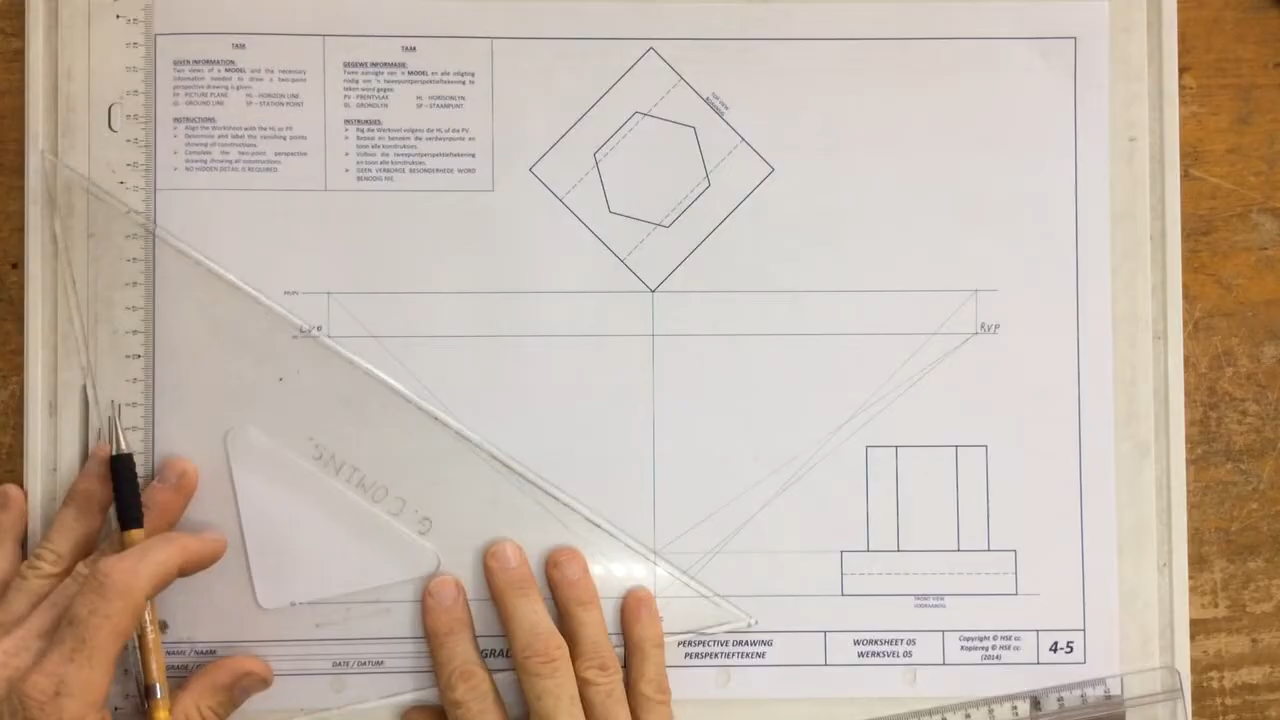 TASK
GIVEN INFORMATION:
Two views of a MODEL and the necessary
information needed to draw a two-point
perspective drawing is given.
PP - PICTURE PLANE HL - HORIZON LINE
GL - GROUND LINE SP – STATION POINT
INSTRUCTIONS:
➤ Align the Worksheet with the HL or PP.
➤ Determine and label the vanishing points
showing all constructions.
➤ Complete the two-point perspective
drawing showing all constructions.
➤ NO HIDDEN DETAIL IS REQUIRED.
TAAK
GEGEWE INFORMASIE:
Twee aansigte van 'n MODEL en alle inligting
nodig om 'n tweepuntperspektieftekening te
teken word gegee.
PV - PRENTVLAK HL - HORISONLYN
GL - GRONDLYN SP – STAANPUNT
INSTRUKSIES:
➤ Rig die Werksvel volgens die HL of die PV.
➤ Bepaal en benoem die verdwynpunte en
toon alle konstruksies.
➤ Voltooi die tweepuntperspektieftekening
en toon alle konstruksies.
➤ GEEN VERBORGE BESONDERHEDE WORD
BENODIG NIE.
TOP VIEW
LVP
RVP
G. COMINS.
FRONT VIEW
VOORAANSIG
NAME / NAAM:
DATE / DATUM:
PERSPECTIVE DRAWING
PERSPEKTIEFTEKENE
WORKSHEET 05
WERKSVEL 05
Copyright © HSE cc.
Kopiereg © HSE cc.
(2014)
4-5